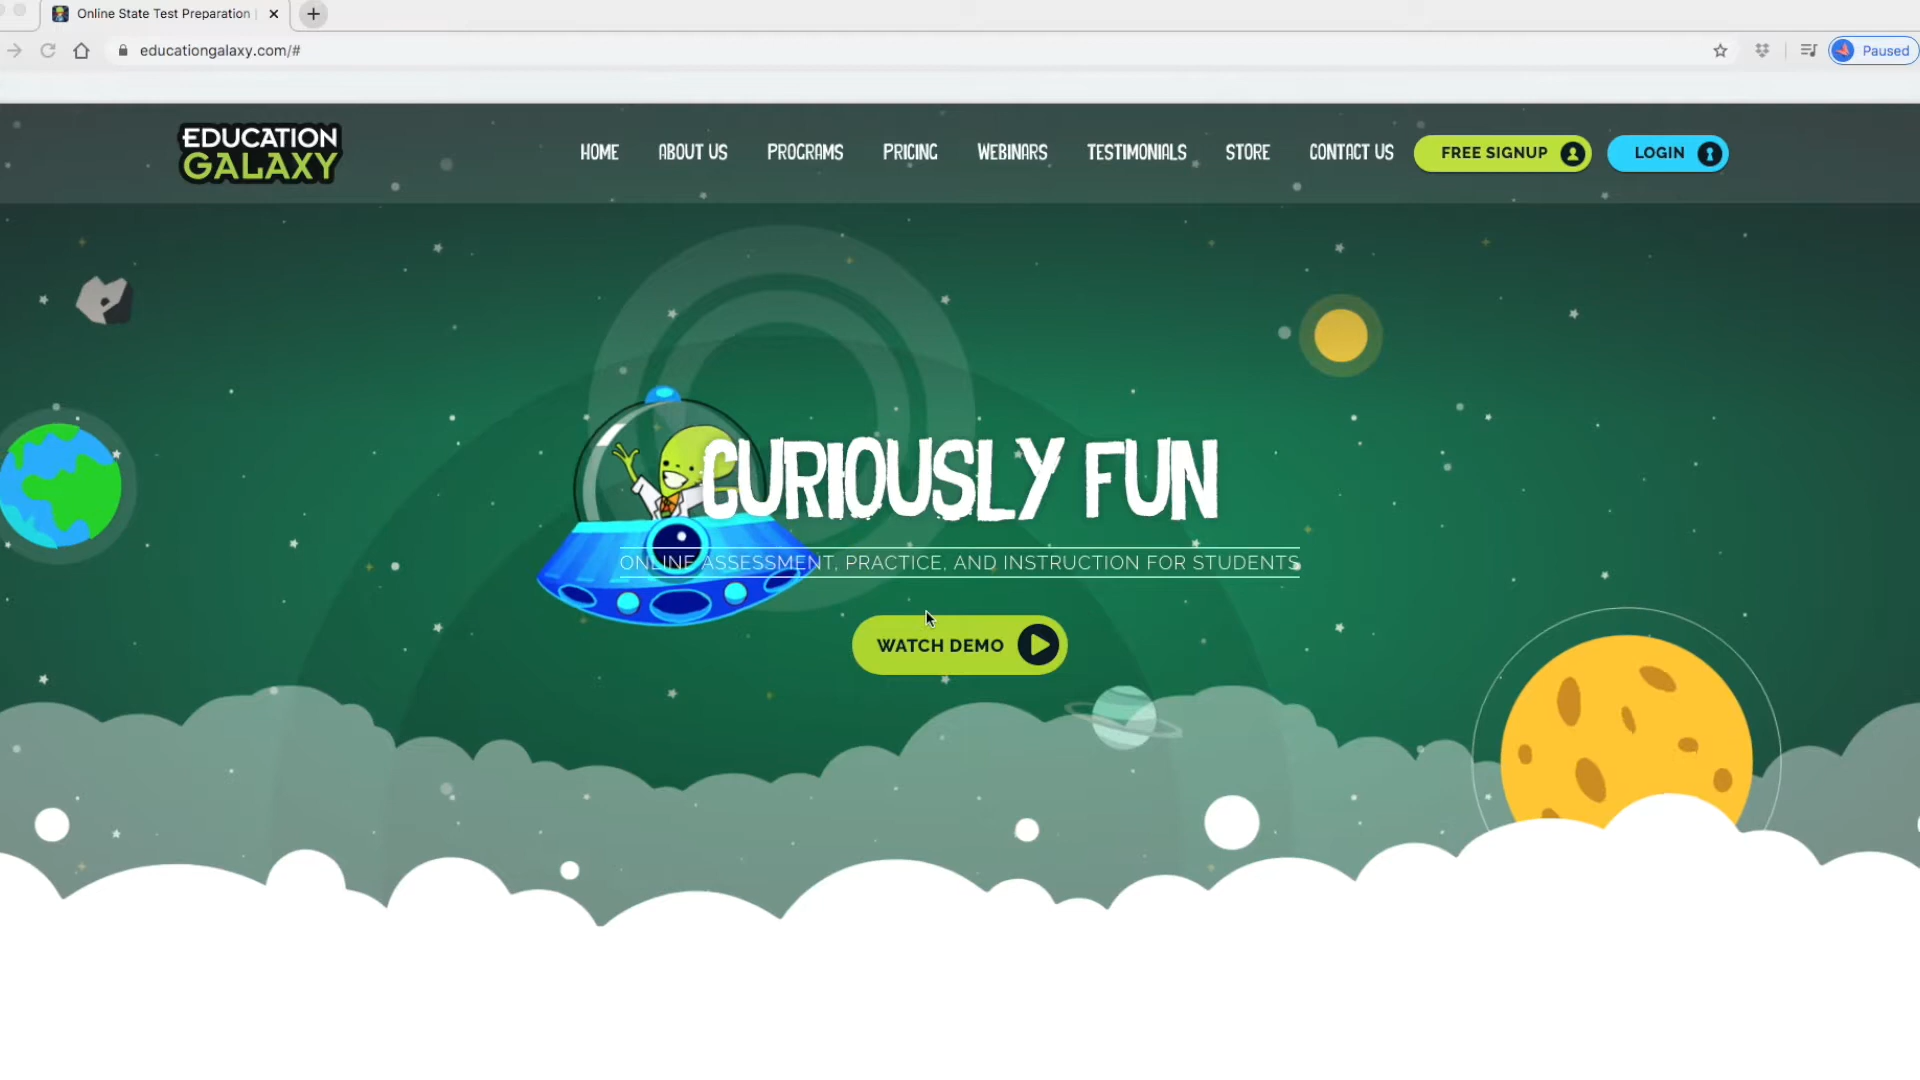 Online State Test Preparation |
educationgalaxy.com/#
Paused
EDUCATION
GALAXY
HOME
ABOUT US
PROGRAMS
PRICING
WEBINARS
TESTIMONIALS
STORE
CONTACT US
FREE SIGNUP
LOGIN
CURIOUSLY FUN
ONLINE ASSESSMENT, PRACTICE, AND INSTRUCTION FOR STUDENTS
WATCH DEMO